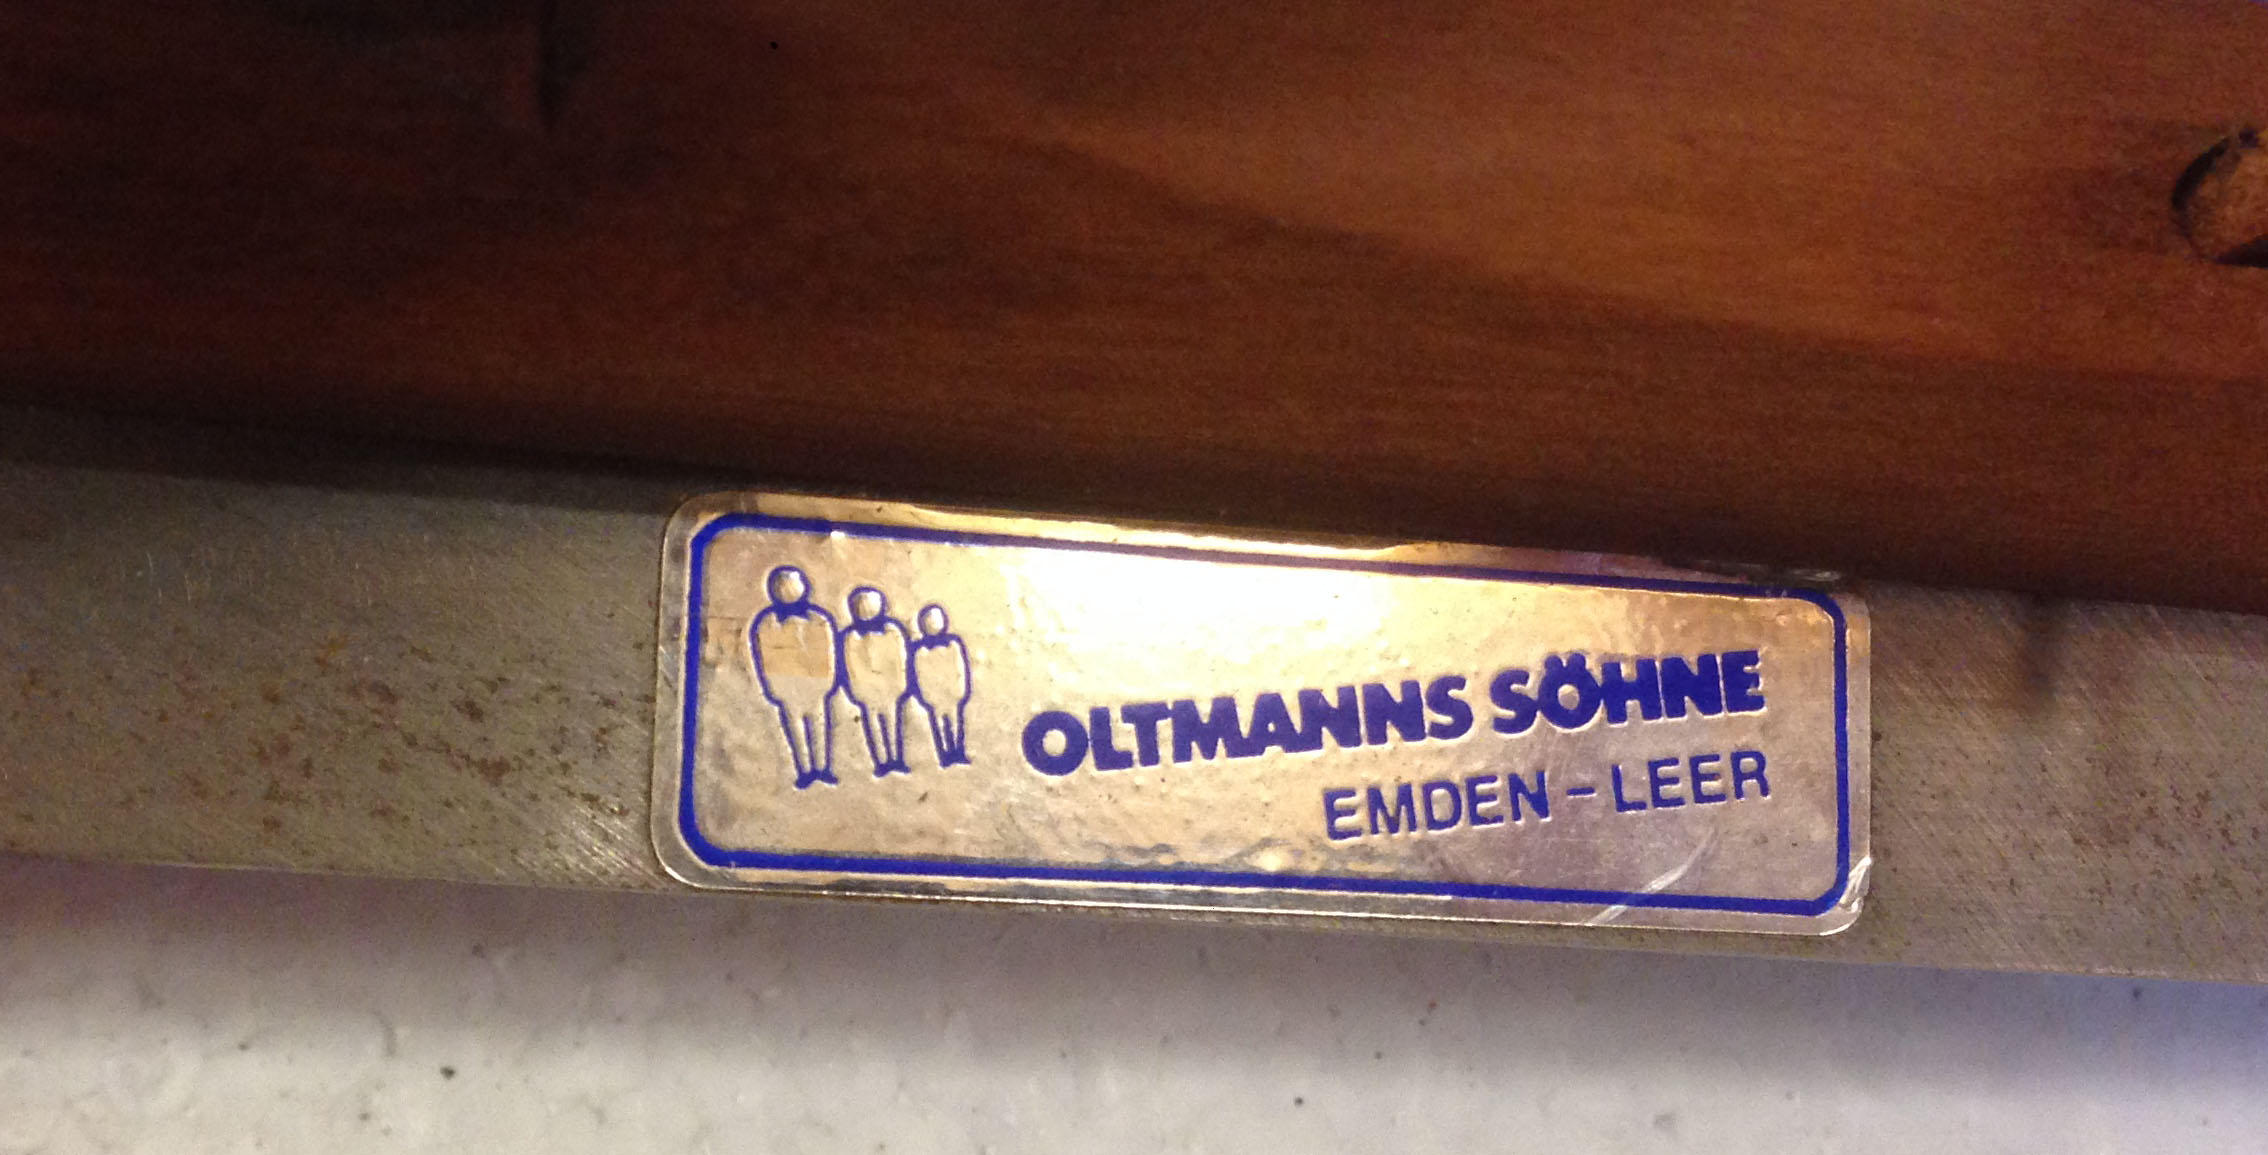 OLTMANNS SÖHNE
EMDEN - LEER